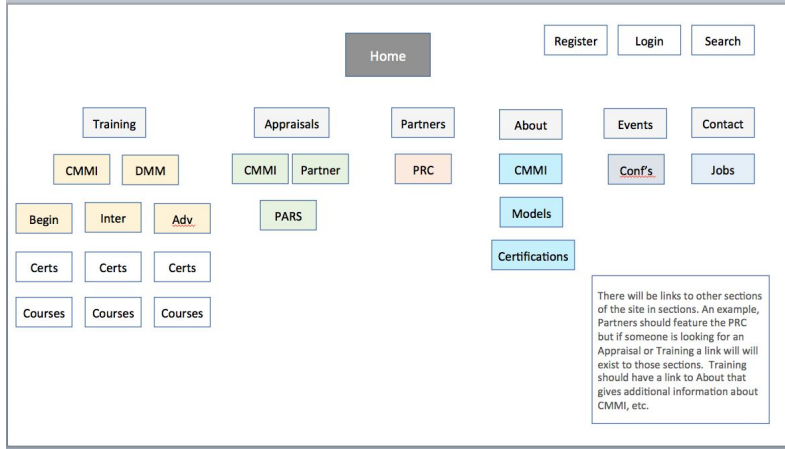 Register Login Search
Home
Training Appraisals Partners About Events Contact
CMMI DMM CMMI Partner PRC CMMI Conf's Jobs
Begin Inter Adv PARS Models
Certs Certs Certs Certifications
Courses Courses Courses
There will be links to other sections
of the site in sections. An example,
Partners should feature the PRC
but if someone is looking for an
Appraisal or Training a link will will
exist to those sections. Training
should have a link to About that
gives additional information about
CMMI, etc.